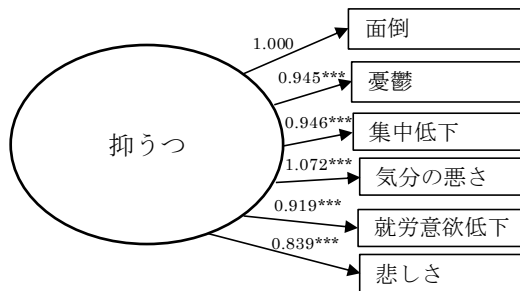 面倒
1.000
0.945***
憂鬱
0.946***
集中低下
抑うつ
1.072***
気分の悪さ
0.919***
就労意欲低下
0.839***
悲しさ